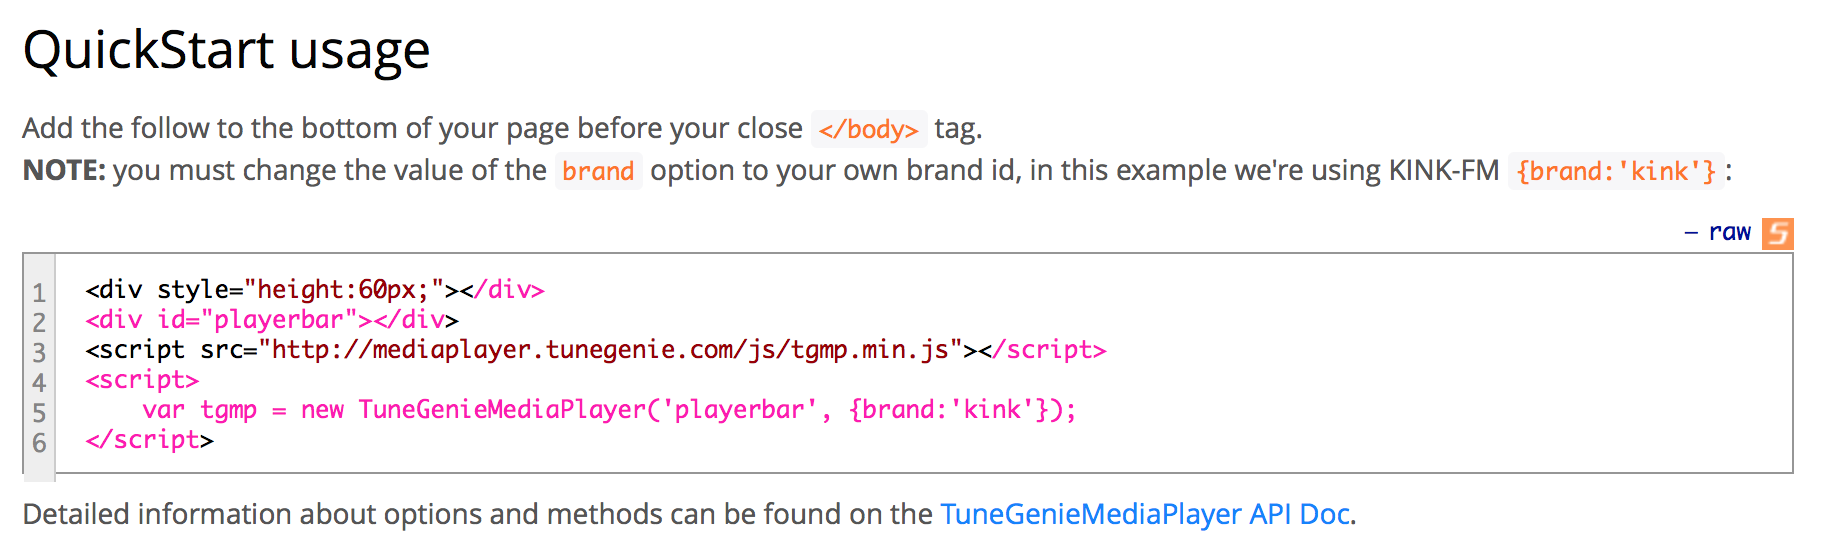 QuickStart usage
Add the follow to the bottom of your page before your close </body> tag.
NOTE: you must change the value of the brand option to your own brand id, in this example we're using KINK-FM {brand:'kink'}:
– raw S
1 <div style="height:60px;"></div>
2 <div id="playerbar"></div>
3 <script src="http://mediaplayer.tunegenie.com/js/tgmp.min.js"></script>
4 <script>
5     var tgmp = new TuneGenieMediaPlayer('playerbar', {brand:'kink'});
6 </script>
Detailed information about options and methods can be found on the TuneGenieMediaPlayer API Doc.